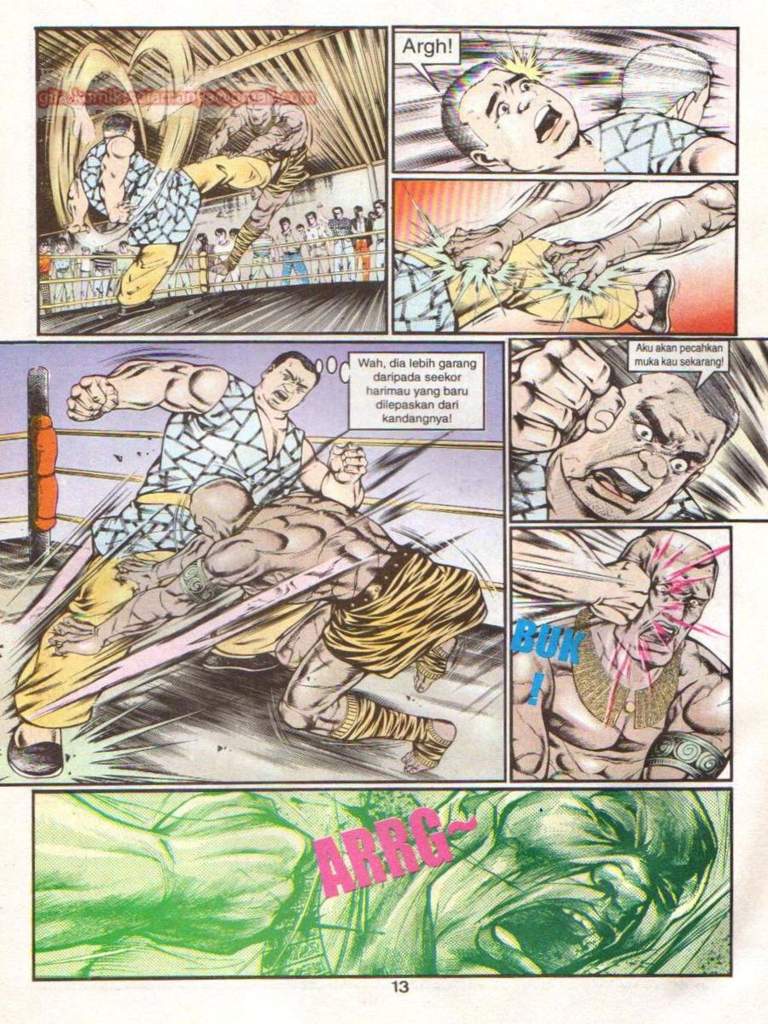 Argh!
Wah, dia lebih garang
daripada seekor
harimau yang baru
dilepaskan dari
kandangnya!
Aku akan pecahkan
muka kau sekarang!
BUK
!
ARRG~
13